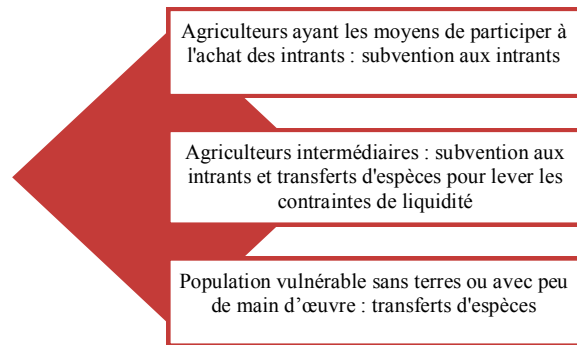 Agriculteurs ayant les moyens de participer à
l'achat des intrants : subvention aux intrants
Agriculteurs intermédiaires : subvention aux
intrants et transferts d'espèces pour lever les
contraintes de liquidité
Population vulnérable sans terres ou avec peu
de main d’œuvre : transferts d'espèces